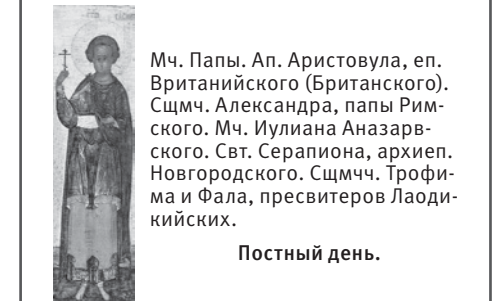 Мч. Папы. Ап. Аристовула, еп.
Вританийского (Британского).
Сщмч. Александра, папы Рим-
ского. Мч. Иулиана Аназарв-
ского. Свт. Серапиона, архиеп.
Новгородского. Сщмчч. Трофи-
ма и Фала, пресвитеров Лаоди-
кийских.
Постный день.